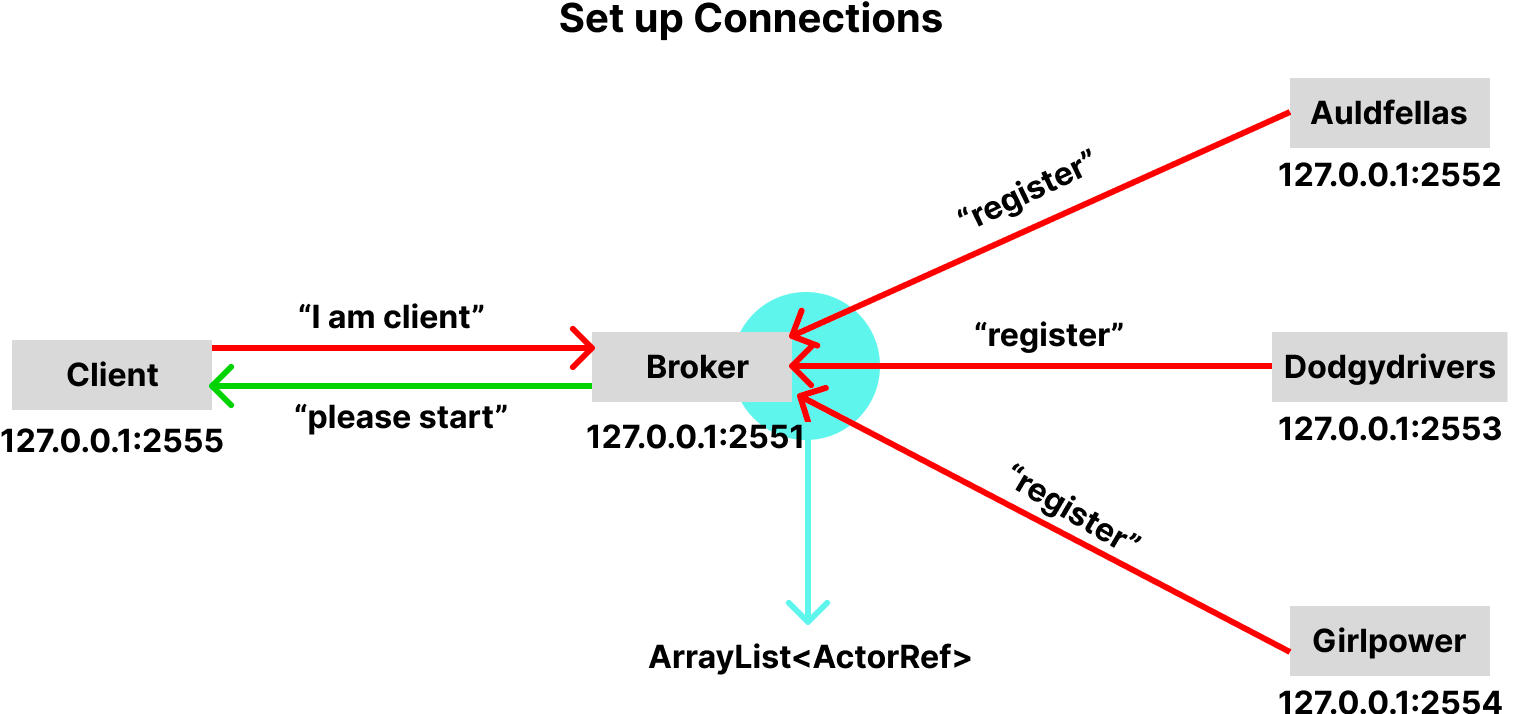 Set up Connections
Auldfellas
127.0.0.1:2552
“register”
“I am client”
“register”
Client
Broker
Dodgydrivers
“please start”
127.0.0.1:2555
127.0.0.1:2551
127.0.0.1:2553
“register”
ArrayList<ActorRef>
Girlpower
127.0.0.1:2554